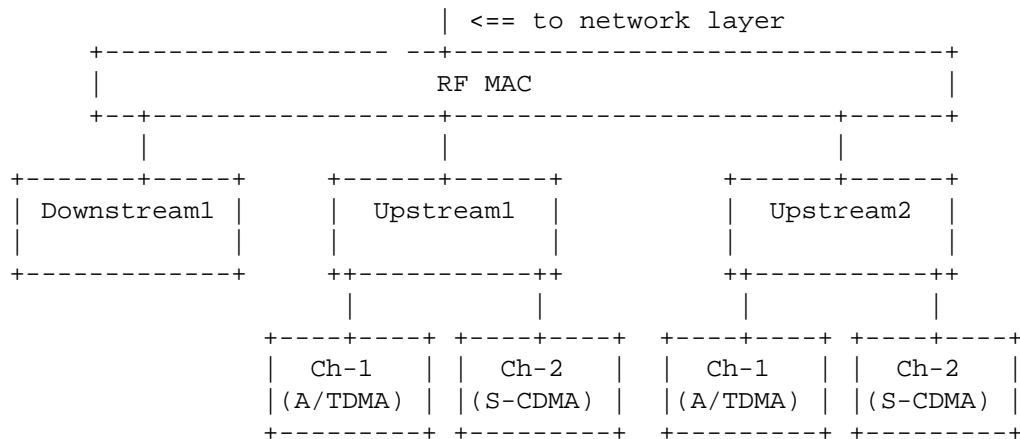 <== to network layer
RF MAC
Downstream1 Upstream1 Upstream2
Ch-1 Ch-2 Ch-1 Ch-2
(A/TDMA) (S-CDMA) (A/TDMA) (S-CDMA)